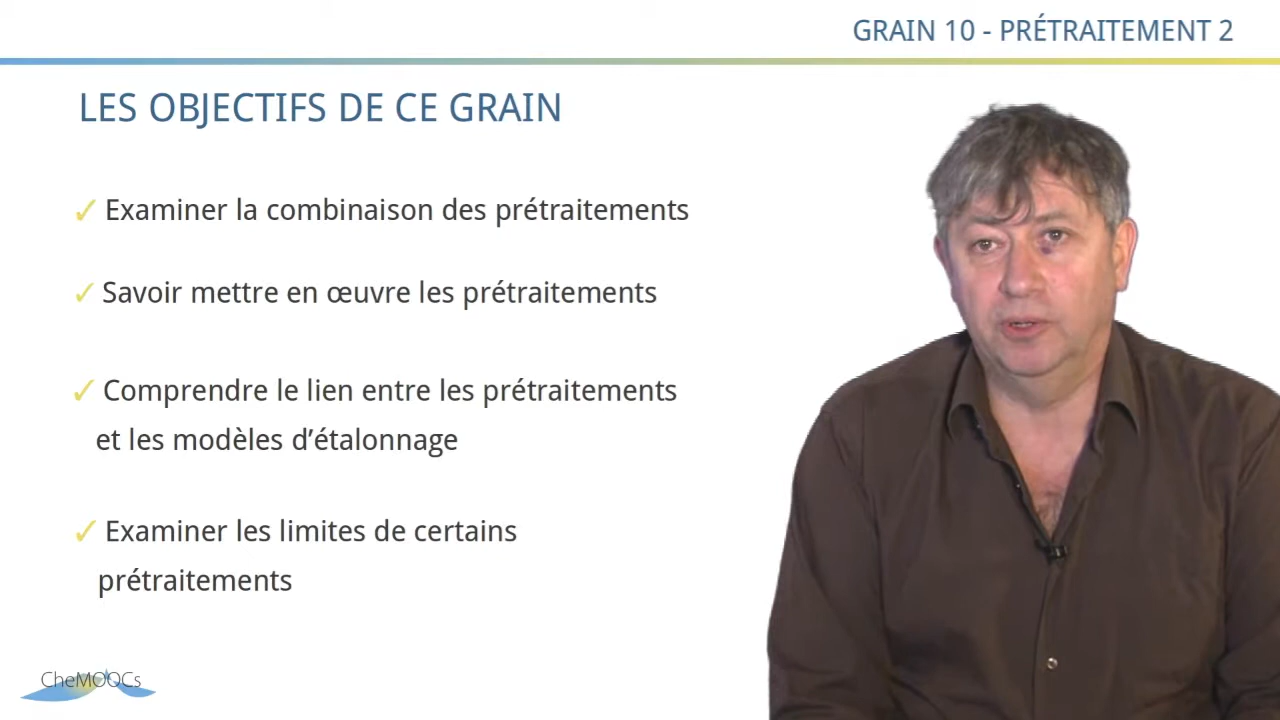 GRAIN 10 - PRÉTRAITEMENT 2
LES OBJECTIFS DE CE GRAIN
✓ Examiner la combinaison des prétraitements
✓ Savoir mettre en œuvre les prétraitements
✓ Comprendre le lien entre les prétraitements
et les modèles d’étalonnage
✓ Examiner les limites de certains
prétraitements
CheMOOCs